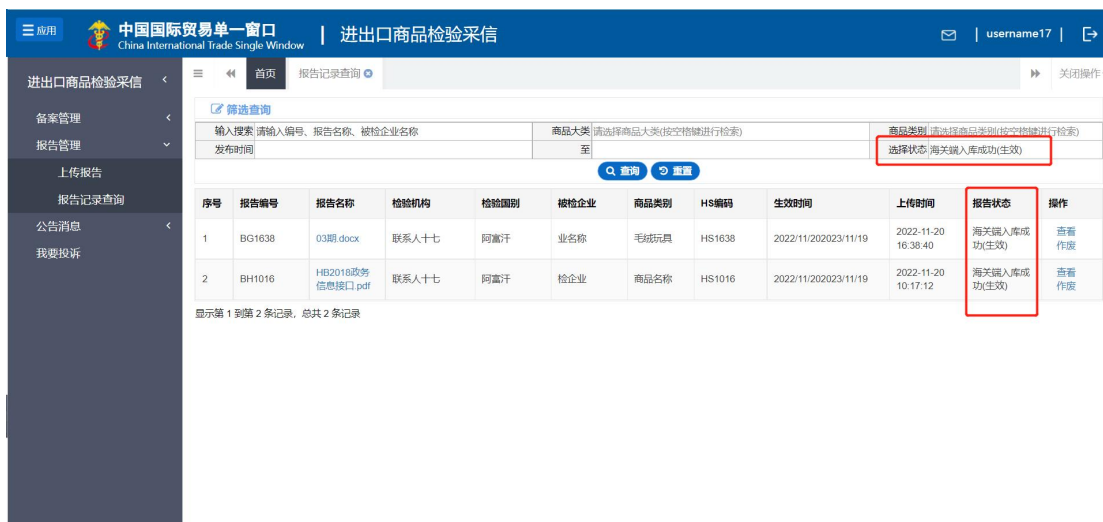 应用
中国国际贸易单一窗口
China International Trade Single Window
进出口商品检验采信
username17
进出口商品检验采信
首页
报告记录查询
关闭操作
备案管理
报告管理
上传报告
报告记录查询
公告消息
我要投诉
筛选查询
输入搜索 请输入编号、报告名称、被检企业名称 商品大类 请选择商品大类(按空格键进行检索) 商品类别 请选择商品类别(按空格键进行检索)
发布时间 至 选择状态 海关端入库成功(生效)
查询 重置
序号 报告编号 报告名称 检验机构 检验国别 被检企业 商品类别 HS编码 生效时间 上传时间 报告状态 操作
1 BG1638 03期.docx 联系人十七 阿富汗 业名称 毛绒玩具 HS1638 2022/11/202023/11/19 2022-11-20 16:38:40 海关端入库成功(生效) 查看 作废
2 BH1016 HB2018政务信息接口.pdf 联系人十七 阿富汗 检企业 商品名称 HS1016 2022/11/202023/11/19 2022-11-20 10:17:12 海关端入库成功(生效) 查看 作废
显示第 1 到第 2 条记录，总共 2 条记录